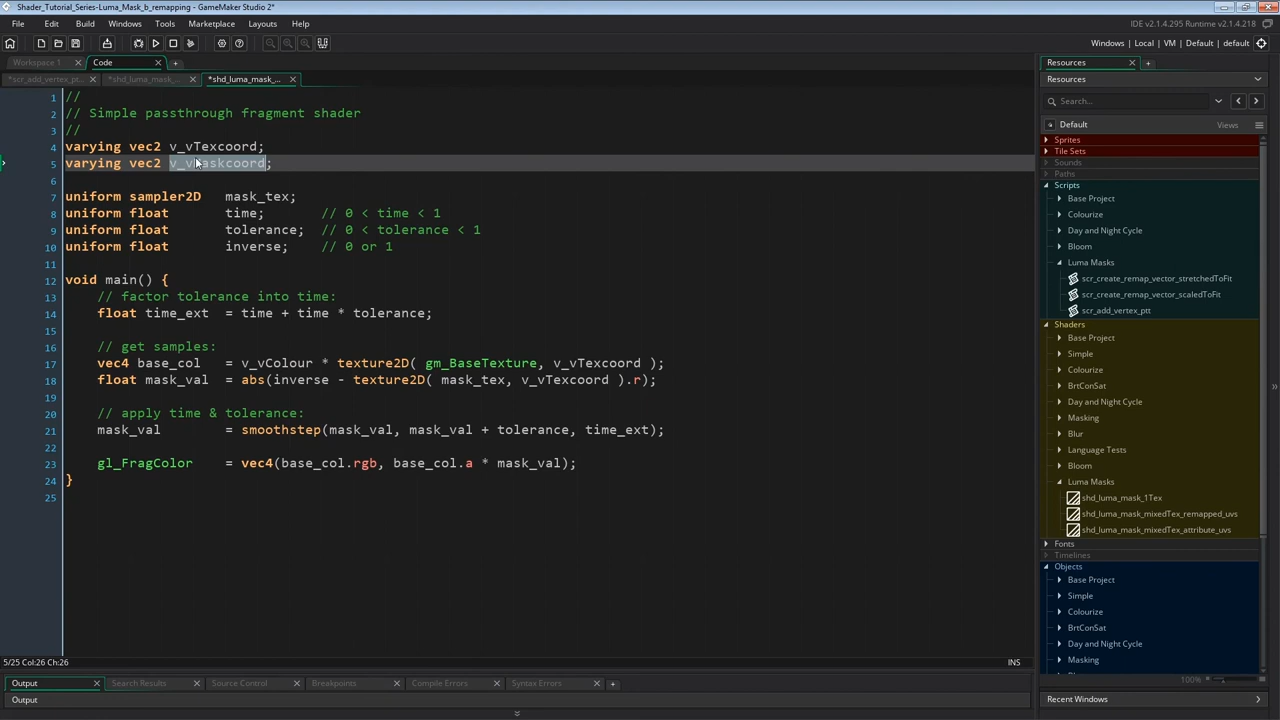 Shader_Tutorial_Series-Luma_Mask_b_remapping - GameMaker Studio 2*
File Edit Build Windows Tools Marketplace Layouts Help
IDE v2.1.4.295 Runtime v2.1.4.218
Windows | Local | VM | Default | default
Workspace 1
Code
Resources
*scr_add_vertex_pt...
*shd_luma_mask_...
*shd_luma_mask_...
Resources
Search...
Default
Views
1 //
2 // Simple passthrough fragment shader
3 //
4 varying vec2 v_vTexcoord;
5 varying vec2 v_vMaskcoord;
6
7 uniform sampler2D mask_tex;
8 uniform float time; // 0 < time < 1
9 uniform float tolerance; // 0 < tolerance < 1
10 uniform float inverse; // 0 or 1
11
12 void main() {
13 // factor tolerance into time:
14 float time_ext = time + time * tolerance;
15
16 // get samples:
17 vec4 base_col = v_vColour * texture2D( gm_BaseTexture, v_vTexcoord );
18 float mask_val = abs(inverse - texture2D( mask_tex, v_vTexcoord ).r);
19
20 // apply time & tolerance:
21 mask_val = smoothstep(mask_val, mask_val + tolerance, time_ext);
22
23 gl_FragColor = vec4(base_col.rgb, base_col.a * mask_val);
24 }
25
Sprites
Tile Sets
Sounds
Paths
Scripts
Base Project
Colourize
Day and Night Cycle
Bloom
Luma Masks
scr_create_remap_vector_stretchedToFit
scr_create_remap_vector_scaledToFit
scr_add_vertex_ptt
Shaders
Base Project
Simple
Colourize
BrtConSat
Day and Night Cycle
Masking
Blur
Language Tests
Bloom
Luma Masks
shd_luma_mask_1Tex
shd_luma_mask_mixedTex_remapped_uvs
shd_luma_mask_mixedTex_attribute_uvs
Fonts
Timelines
Objects
Base Project
Simple
Colourize
BrtConSat
Day and Night Cycle
Masking
100%
5/25 Col:26 Ch:26
INS
Output
Search Results
Source Control
Breakpoints
Compile Errors
Syntax Errors
Output
Recent Windows